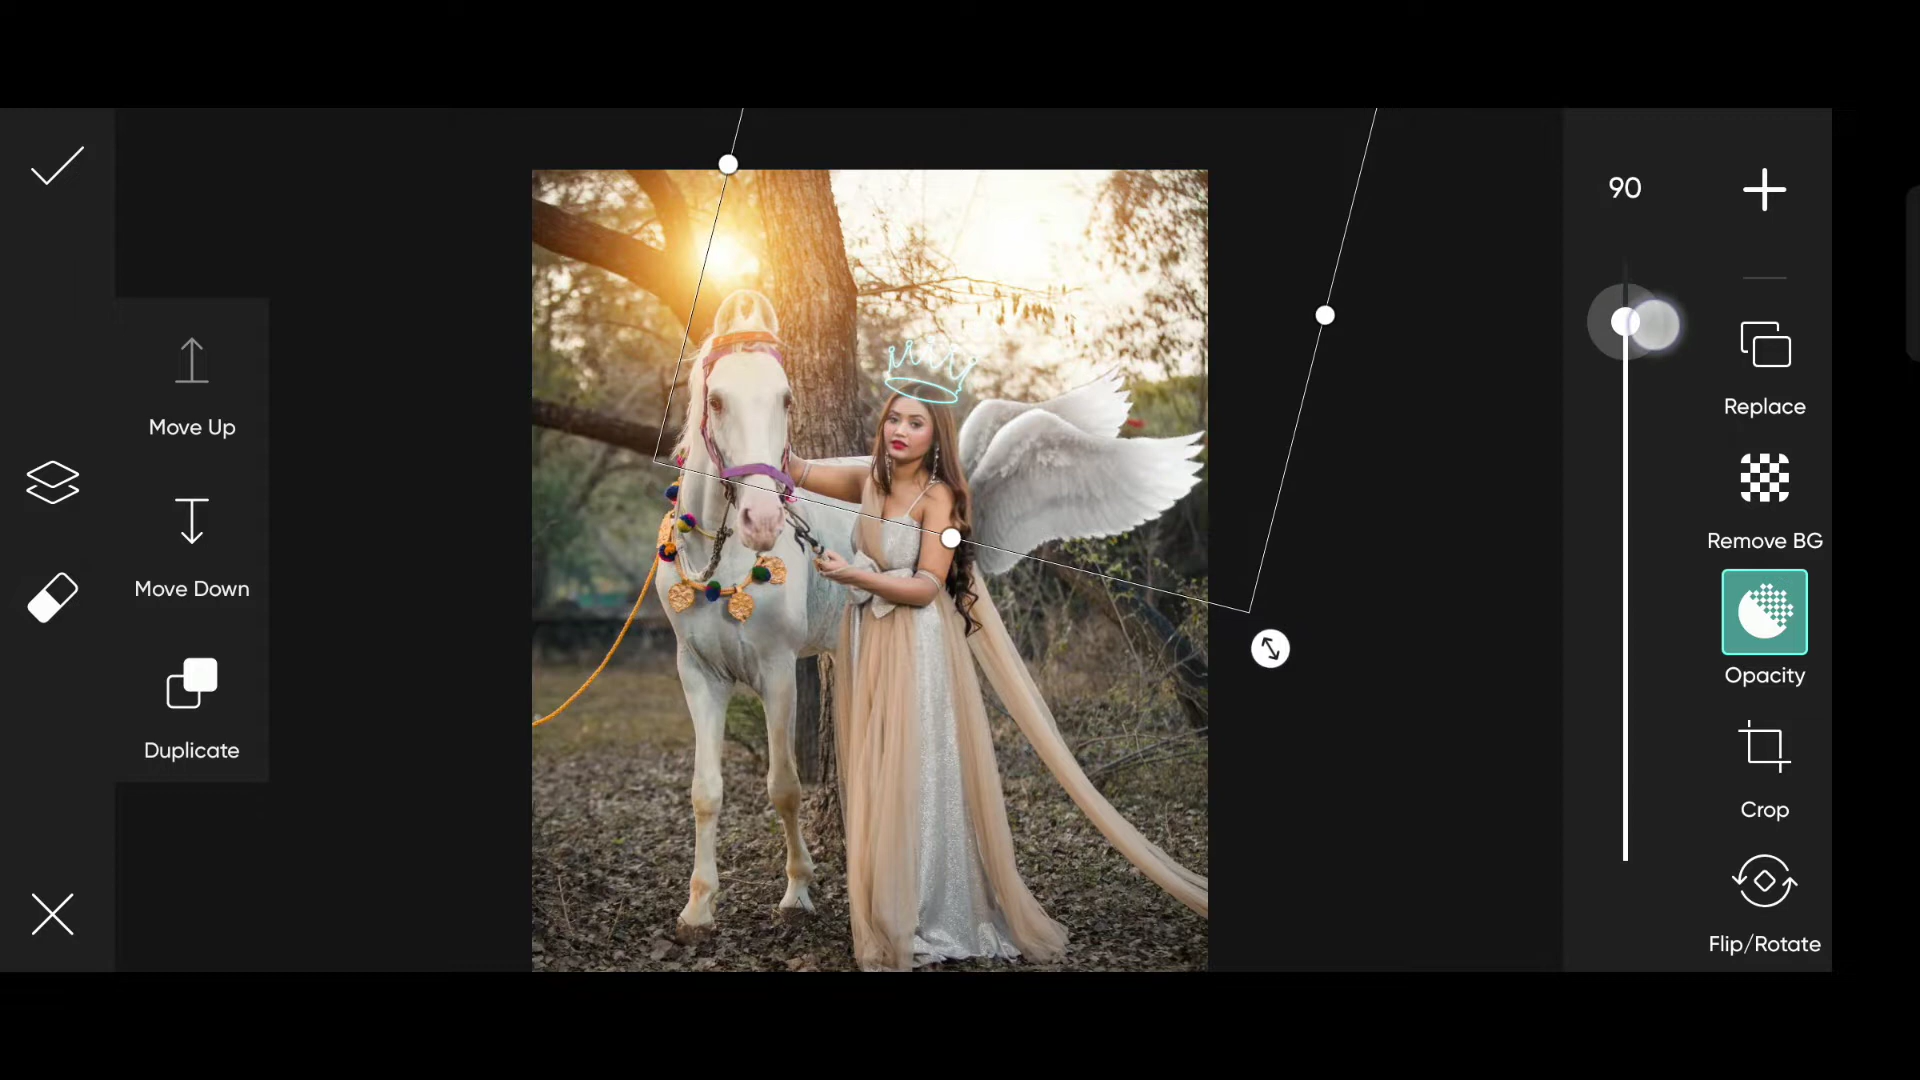 90
Move Up
Move Down
Duplicate
Replace
Remove BG
Opacity
Crop
Flip/Rotate